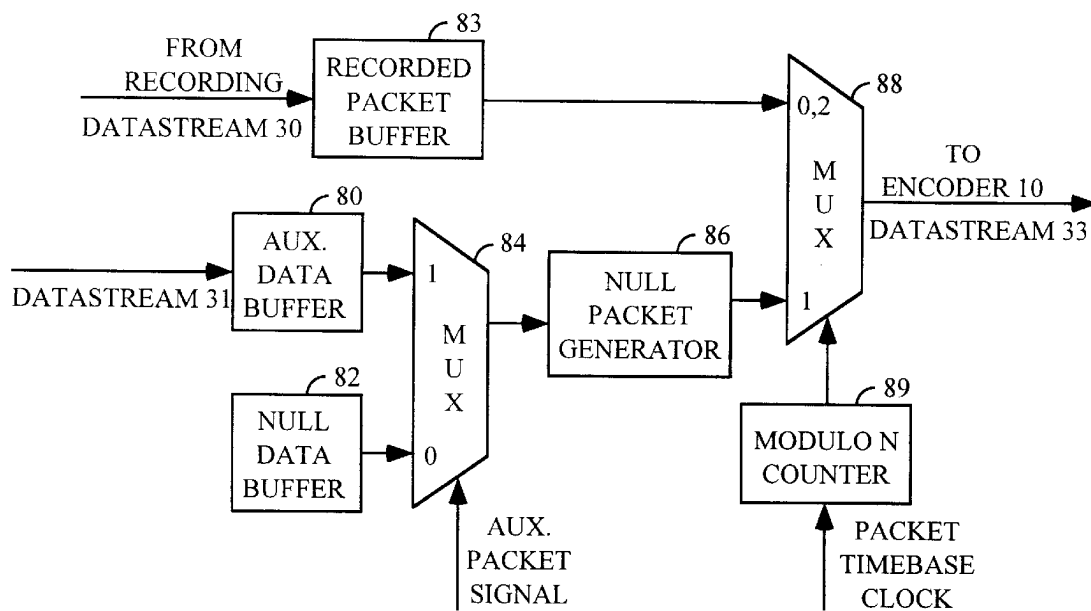 83
FROM
RECORDING
DATASTREAM 30
RECORDED
PACKET
BUFFER
88
0,2
MUX
1
TO
ENCODER 10
DATASTREAM 33
80
AUX.
DATA
BUFFER
DATASTREAM 31
84
1
MUX
0
86
NULL
PACKET
GENERATOR
82
NULL
DATA
BUFFER
89
MODULO N
COUNTER
AUX.
PACKET
SIGNAL
PACKET
TIMEBASE
CLOCK